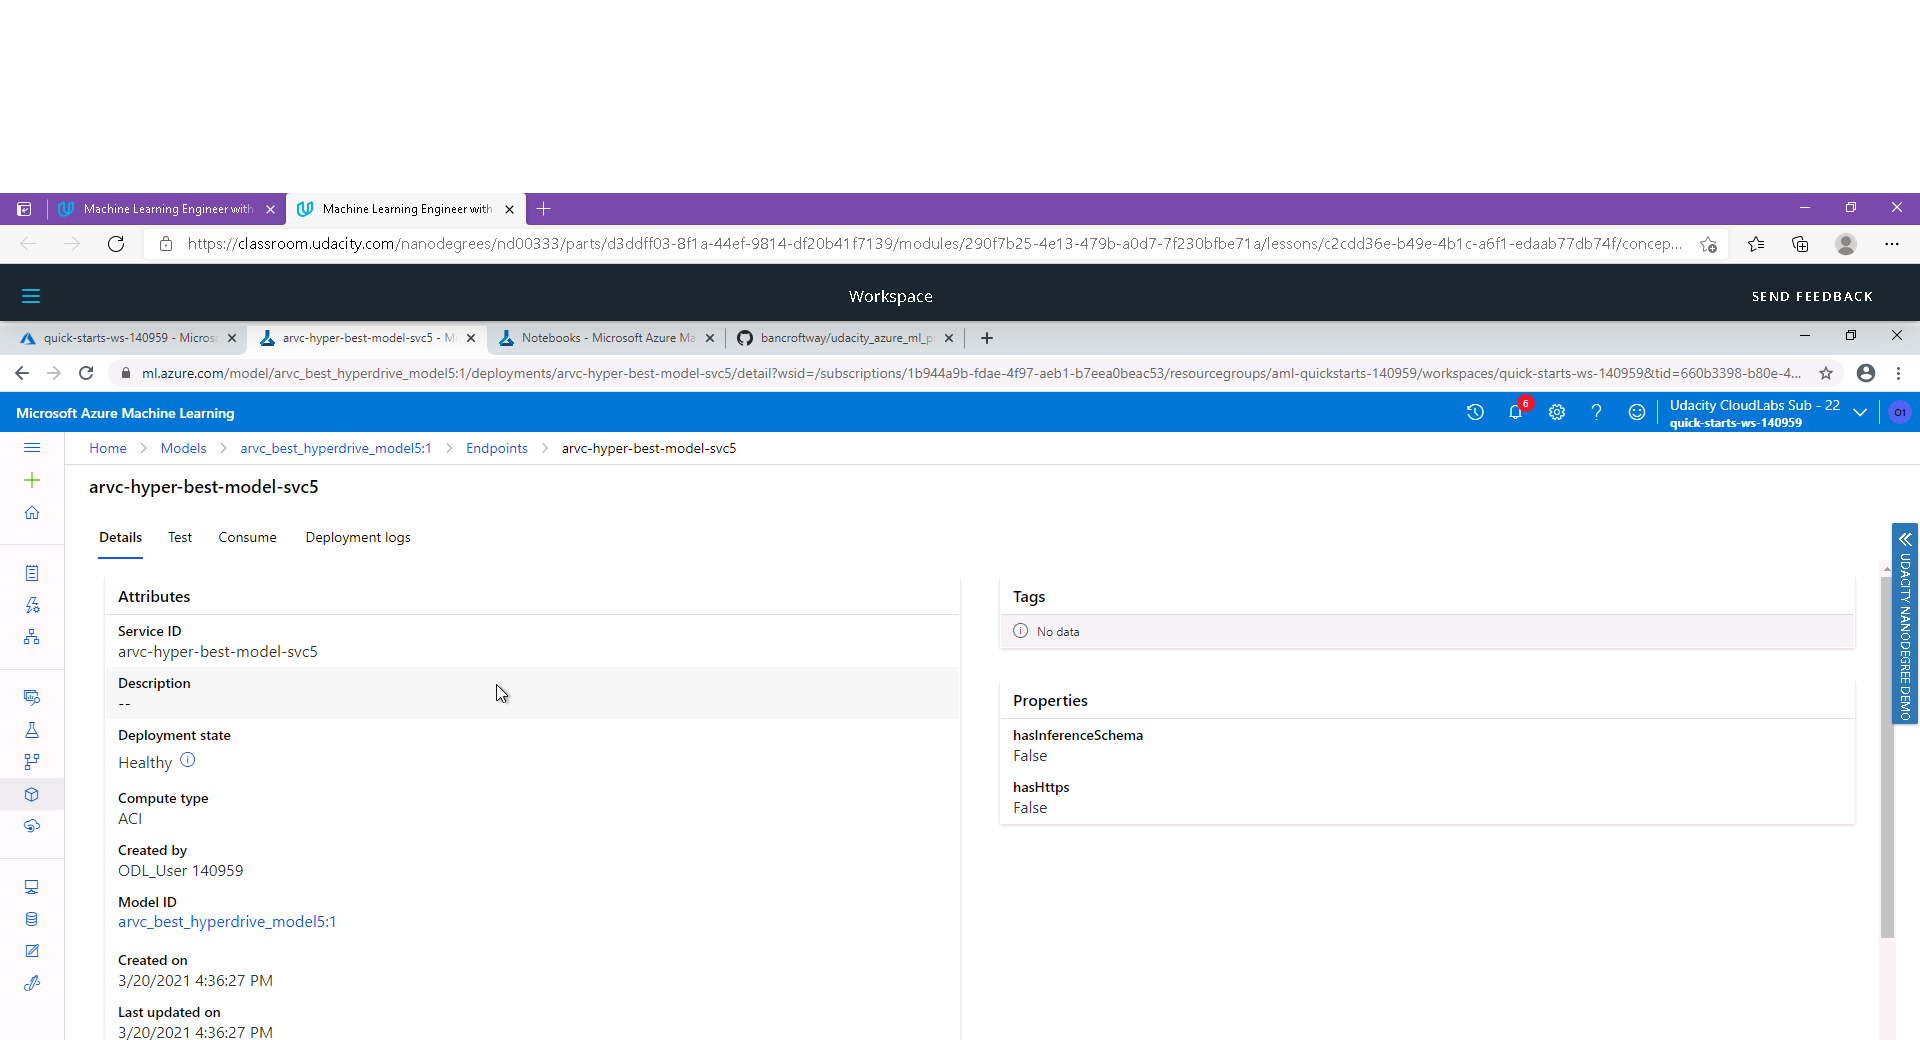 Machine Learning Engineer with
Machine Learning Engineer with
https://classroom.udacity.com/nanodegrees/nd00333/parts/d3ddff03-8f1a-44ef-9814-df20b41f7139/modules/290f7b25-4e13-479b-a0d7-7f230bfbe71a/lessons/c2cdd36e-b49e-4b1c-a6f1-edaab77db74f/concep...
Workspace
SEND FEEDBACK
quick-starts-ws-140959 - Microsc
arvc-hyper-best-model-svc5 - Mi
Notebooks - Microsoft Azure Ma
bancroftway/udacity_azure_ml_p
ml.azure.com/model/arvc_best_hyperdrive_model5:1/deployments/arvc-hyper-best-model-svc5/detail?wsid=/subscriptions/1b944a9b-fdae-4f97-aeb1-b7eea0beac53/resourcegroups/aml-quickstarts-140959/workspaces/quick-starts-ws-140959&tid=660b3398-b80e-4...
Microsoft Azure Machine Learning
6
Udacity CloudLabs Sub - 22
quick-starts-ws-140959
O1
Home
Models
arvc_best_hyperdrive_model5:1
Endpoints
arvc-hyper-best-model-svc5
arvc-hyper-best-model-svc5
Details
Test
Consume
Deployment logs
Attributes
Service ID
arvc-hyper-best-model-svc5
Description
--
Deployment state
Healthy
Compute type
ACI
Created by
ODL_User 140959
Model ID
arvc_best_hyperdrive_model5:1
Created on
3/20/2021 4:36:27 PM
Last updated on
3/20/2021 4:36:27 PM
Tags
No data
Properties
hasInferenceSchema
False
hasHttps
False
UDACITY NANODEGREE DEMO